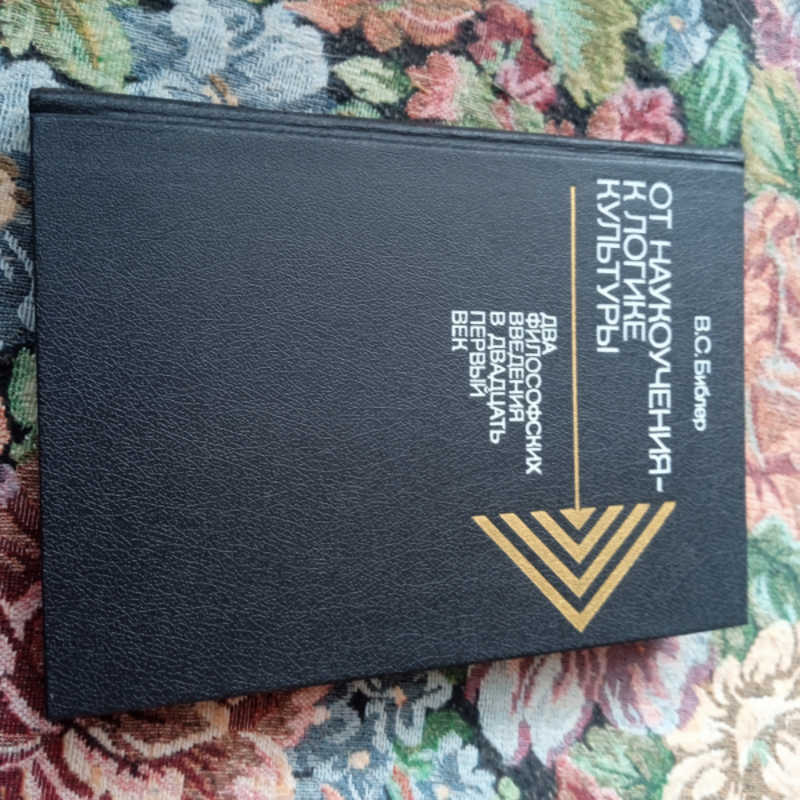 В.С. Библер
ОТ НАУКОУЧЕНИЯ-
К ЛОГИКЕ
КУЛЬТУРЫ
ДВА
ФИЛОСОФСКИХ
ВВЕДЕНИЯ
В ДВАДЦАТЬ
ПЕРВЫЙ
ВЕК